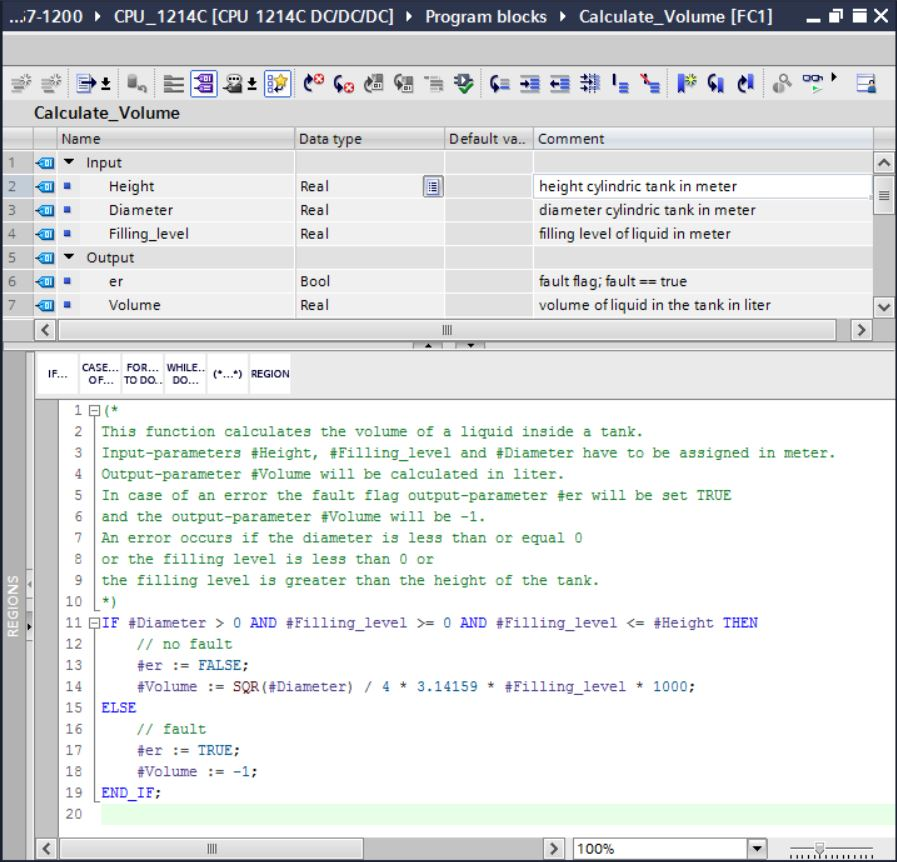 ...7-1200 ▸ CPU_1214C [CPU 1214C DC/DC/DC] ▸ Program blocks ▸ Calculate_Volume [FC1]
Calculate_Volume
Name Data type Default va.. Comment
1 Input
2 Height Real height cylindric tank in meter
3 Diameter Real diameter cylindric tank in meter
4 Filling_level Real filling level of liquid in meter
5 Output
6 er Bool fault flag; fault == true
7 Volume Real volume of liquid in the tank in liter
IF... CASE... OF... FOR... TO DO.. WHILE.. DO... (*...*) REGION
REGIONS
1 (*
2 This function calculates the volume of a liquid inside a tank.
3 Input-parameters #Height, #Filling_level and #Diameter have to be assigned in meter.
4 Output-parameter #Volume will be calculated in liter.
5 In case of an error the fault flag output-parameter #er will be set TRUE
6 and the output-parameter #Volume will be -1.
7 An error occurs if the diameter is less than or equal 0
8 or the filling level is less than 0 or
9 the filling level is greater than the height of the tank.
10 *)
11 IF #Diameter > 0 AND #Filling_level >= 0 AND #Filling_level <= #Height THEN
12 // no fault
13 #er := FALSE;
14 #Volume := SQR(#Diameter) / 4 * 3.14159 * #Filling_level * 1000;
15 ELSE
16 // fault
17 #er := TRUE;
18 #Volume := -1;
19 END_IF;
20
100%